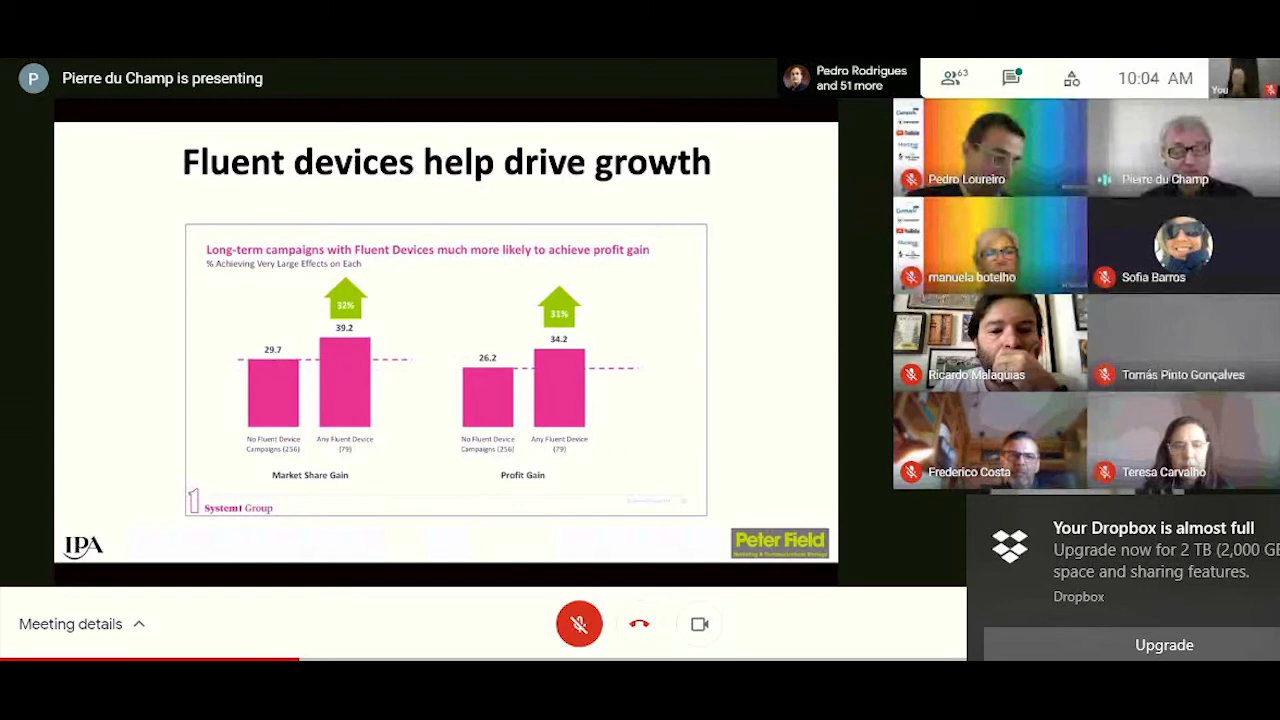 P
Pierre du Champ is presenting
Pedro Rodrigues
and 51 more
63
10:04 AM
You
Fluent devices help drive growth
Long-term campaigns with Fluent Devices much more likely to achieve profit gain
% Achieving Very Large Effects on Each
32%
31%
39.2
34.2
29.7
26.2
No Fluent Device
Campaigns (256)
Any Fluent Device
(79)
No Fluent Device
Campaigns (256)
Any Fluent Device
(79)
Market Share Gain
Profit Gain
System1 Group
IPA
Peter Field
Pedro Loureiro
Pierre du Champ
manuela botelho
Sofia Barros
Ricardo Malaquias
Tomás Pinto Gonçalves
Frederico Costa
Teresa Carvalho
Your Dropbox is almost full
Upgrade now for 2 TB (2,000 GB
space and sharing features.
Dropbox
Upgrade
Meeting details